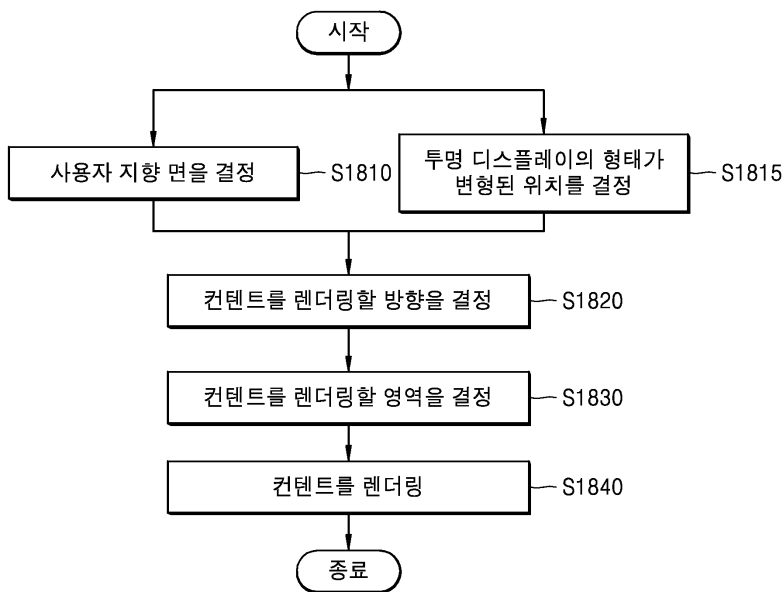 시작
사용자 지향 면을 결정
S1810
투명 디스플레이의 형태가
변형된 위치를 결정
S1815
컨텐트를 렌더링할 방향을 결정
S1820
컨텐트를 렌더링할 영역을 결정
S1830
컨텐트를 렌더링
S1840
종료